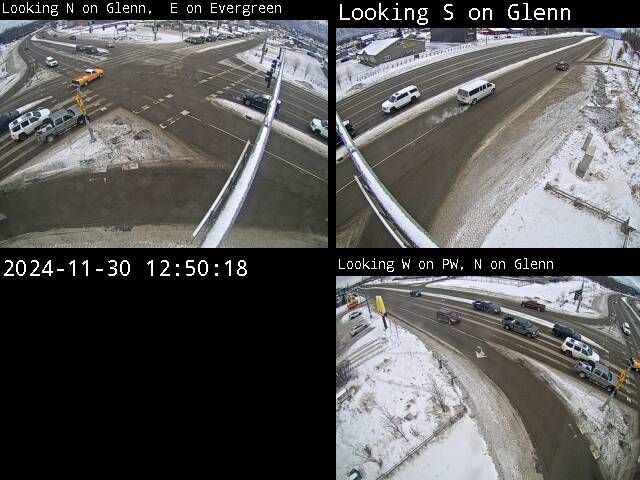 Looking N on Glenn, E on Evergreen
Looking S on Glenn
2024-11-30 12:50:18
Looking W on PW, N on Glenn